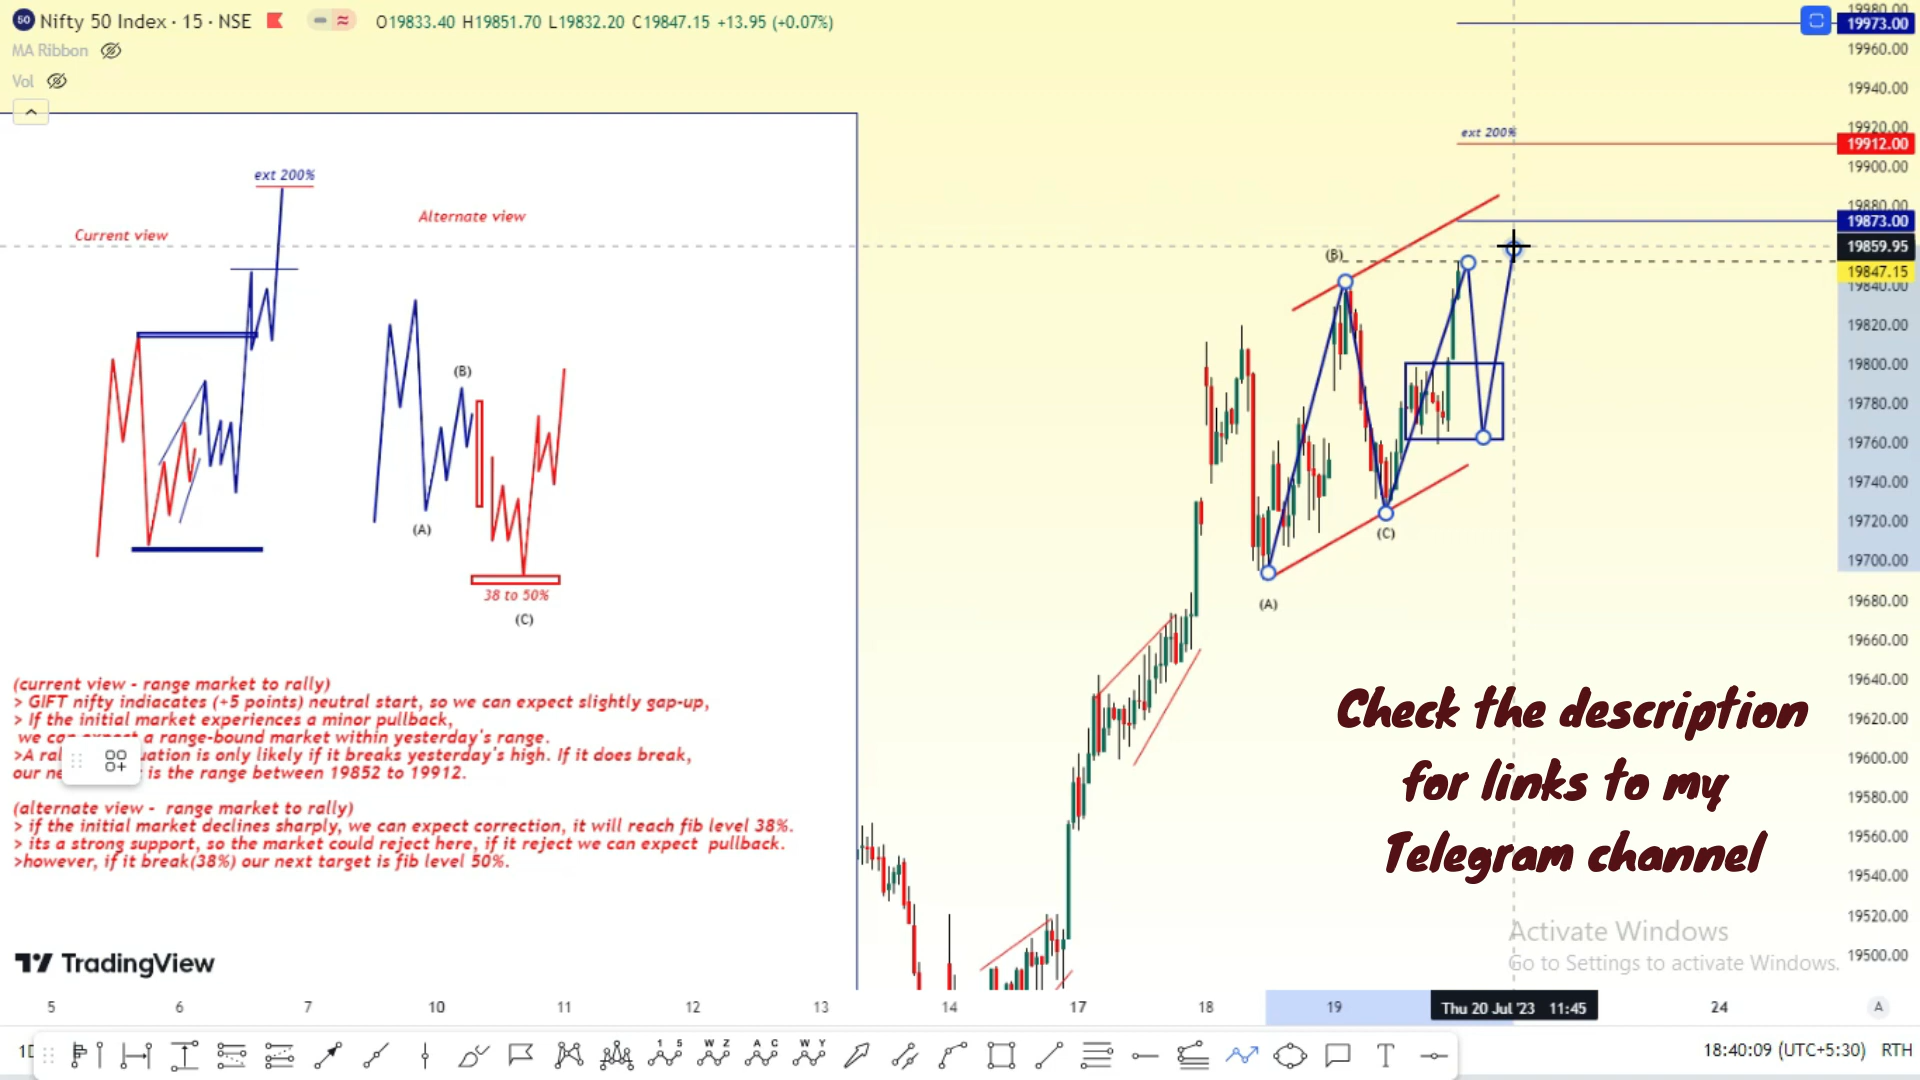 Nifty 50 Index · 15 · NSE O19833.40 H19851.70 L19832.20 C19847.15 +13.95 (+0.07%)
MA Ribbon
Vol
ext 200%
Current view
Alternate view
(B)
(A)
38 to 50%
(C)
(current view - range market to rally)
> GIFT nifty indiacates (+5 points) neutral start, so we can expect slightly gap-up,
> If the initial market experiences a minor pullback,
we can expect a range-bound market within yesterday's range.
>A ra uation is only likely if it breaks yesterday's high. If it does break,
our ne is the range between 19852 to 19912.
(alternate view - range market to rally)
> if the initial market declines sharply, we can expect correction, it will reach fib level 38%.
> its a strong support, so the market could reject here, if it reject we can expect pullback.
>however, if it break(38%) our next target is fib level 50%.
TradingView
ext 200%
(B)
(C)
(A)
Check the description
for links to my
Telegram channel
Activate Windows
Go to Settings to activate Windows.
19973.00
19960.00
19940.00
19920.00
19912.00
19900.00
19880.00
19873.00
19859.95
19847.15
19840.00
19820.00
19800.00
19780.00
19760.00
19740.00
19720.00
19700.00
19680.00
19660.00
19640.00
19620.00
19600.00
19580.00
19560.00
19540.00
19520.00
19500.00
5 6 7 10 11 12 13 14 17 18 19 Thu 20 Jul '23 11:45 24 A
1 5 W Z A C W Y T
18:40:09 (UTC+5:30) RTH